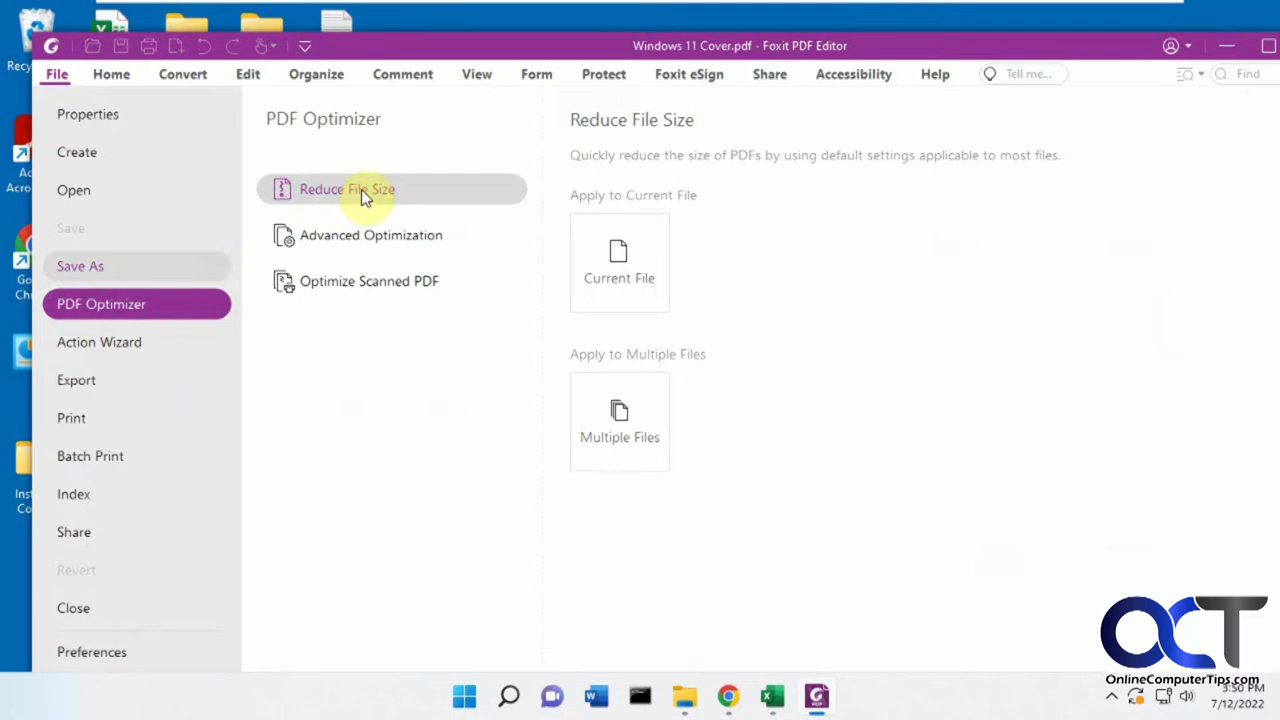 Windows 11 Cover.pdf - Foxit PDF Editor
File
Home
Convert
Edit
Organize
Comment
View
Form
Protect
Foxit eSign
Share
Accessibility
Help
Tell me...
Find
Properties
Create
Open
Save
Save As
PDF Optimizer
Action Wizard
Export
Print
Batch Print
Index
Share
Revert
Close
Preferences
PDF Optimizer
Reduce File Size
Advanced Optimization
Optimize Scanned PDF
Reduce File Size
Quickly reduce the size of PDFs by using default settings applicable to most files.
Apply to Current File
Current File
Apply to Multiple Files
Multiple Files
OCT
OnlineComputerTips.com
3:50 PM
7/12/2022